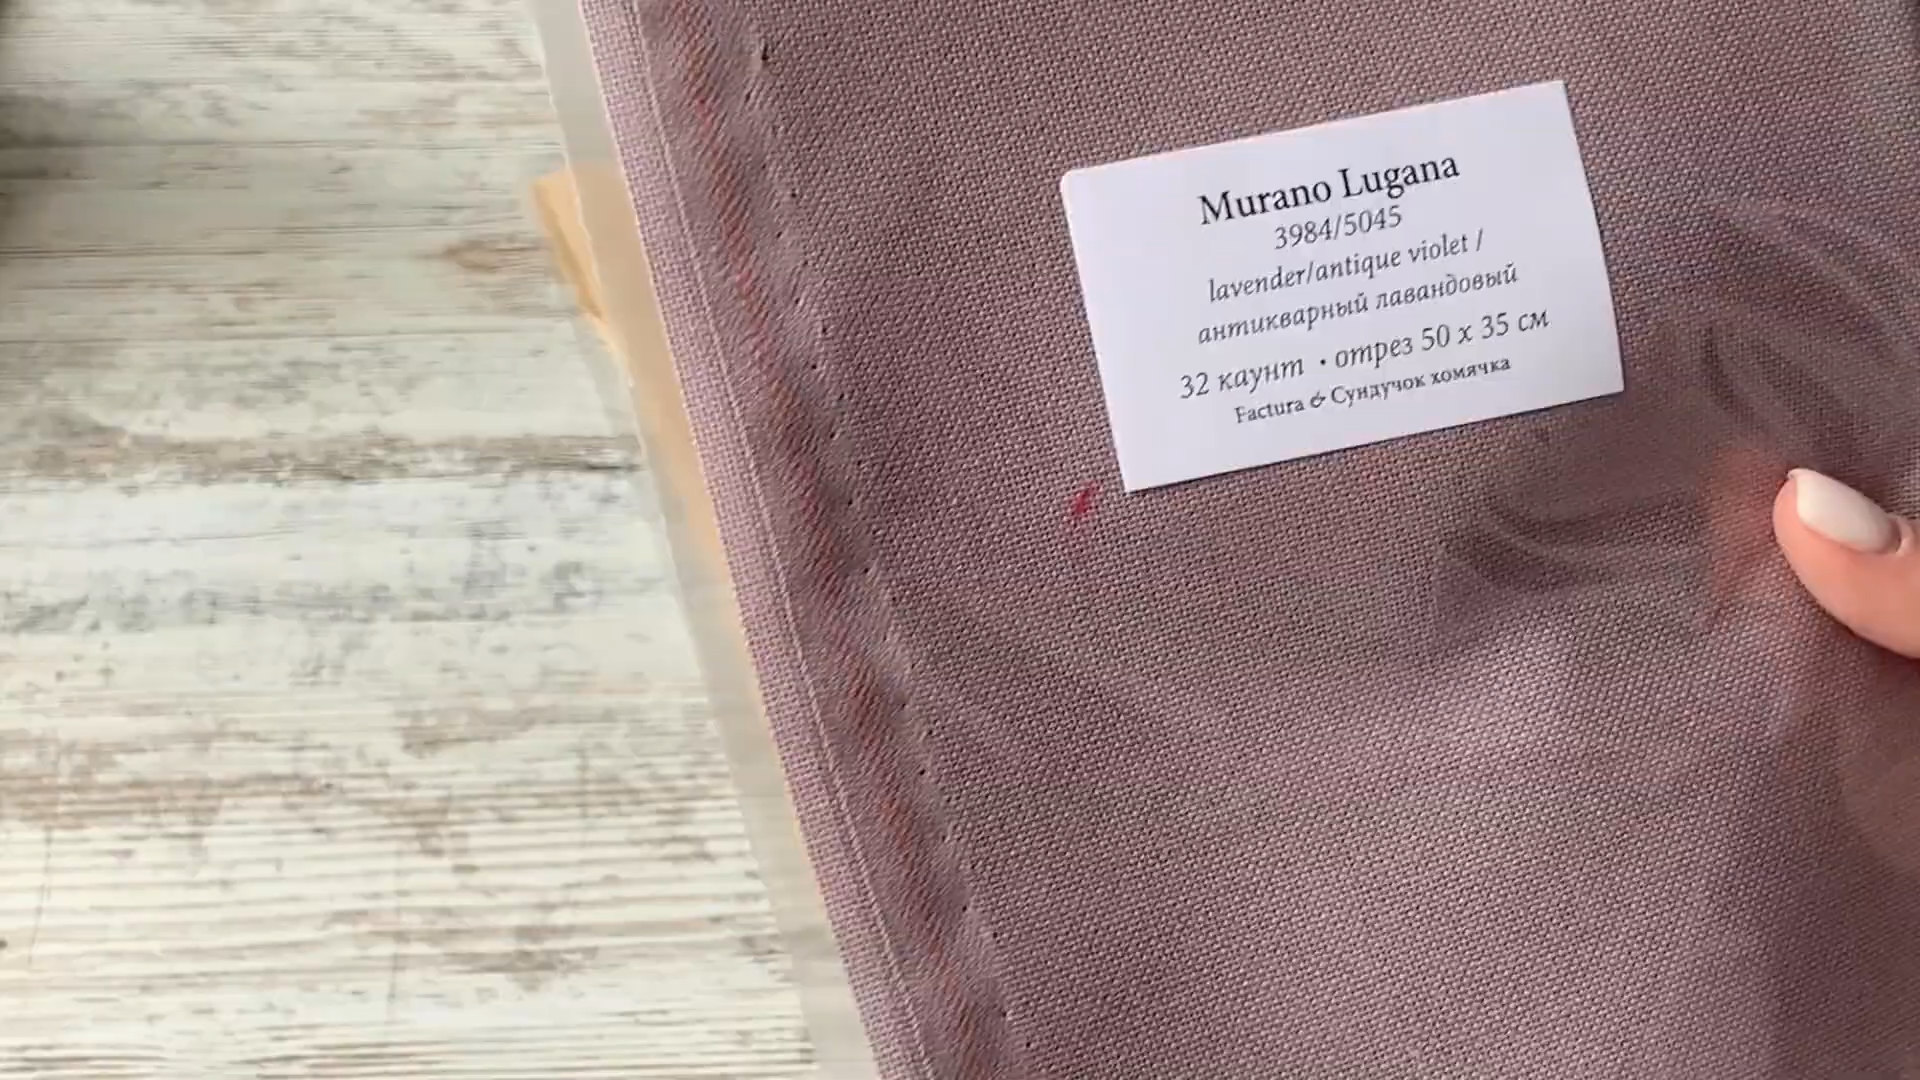 Murano Lugana
3984/5045
lavender/antique violet /
антикварный лавандовый
32 каунт • отрез 50 x 35 см
Factura & Сундучок хомячка